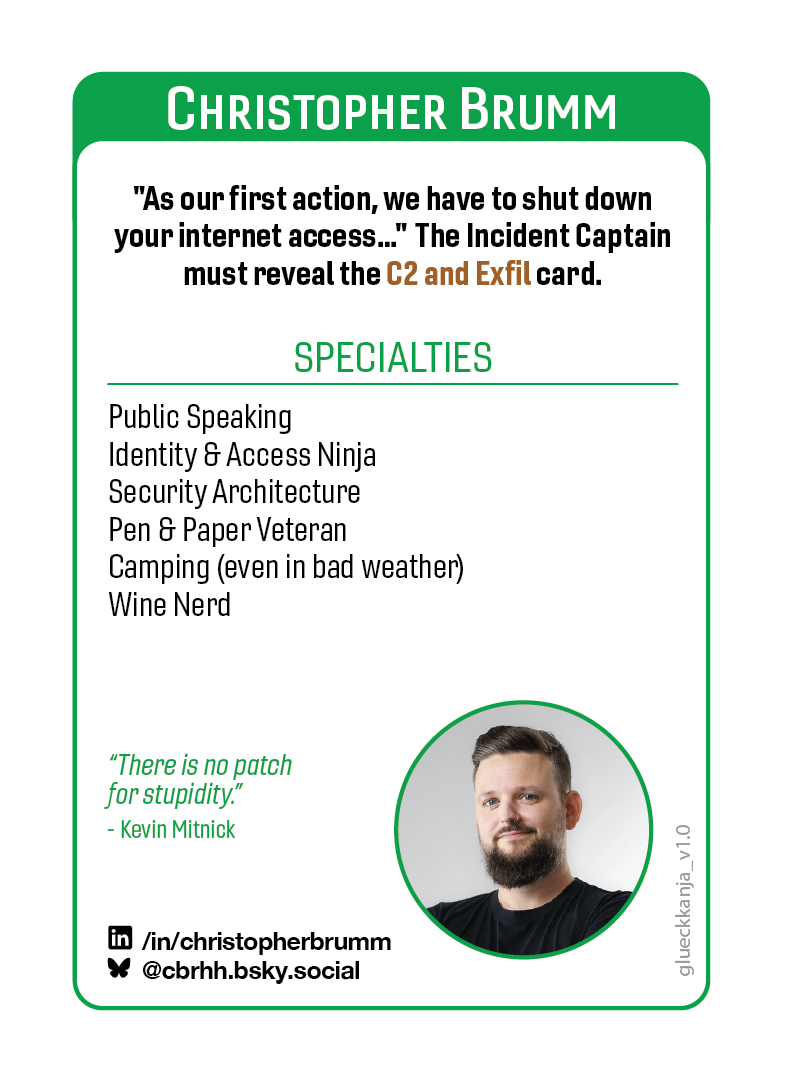 CHRISTOPHER BRUMM
"As our first action, we have to shut down
your internet access..." The Incident Captain
must reveal the C2 and Exfil card.
SPECIALTIES
Public Speaking
Identity & Access Ninja
Security Architecture
Pen & Paper Veteran
Camping (even in bad weather)
Wine Nerd
“There is no patch
for stupidity.”
- Kevin Mitnick
in /in/christopherbrumm
@cbrhh.bsky.social
glueckkanja_v1.0